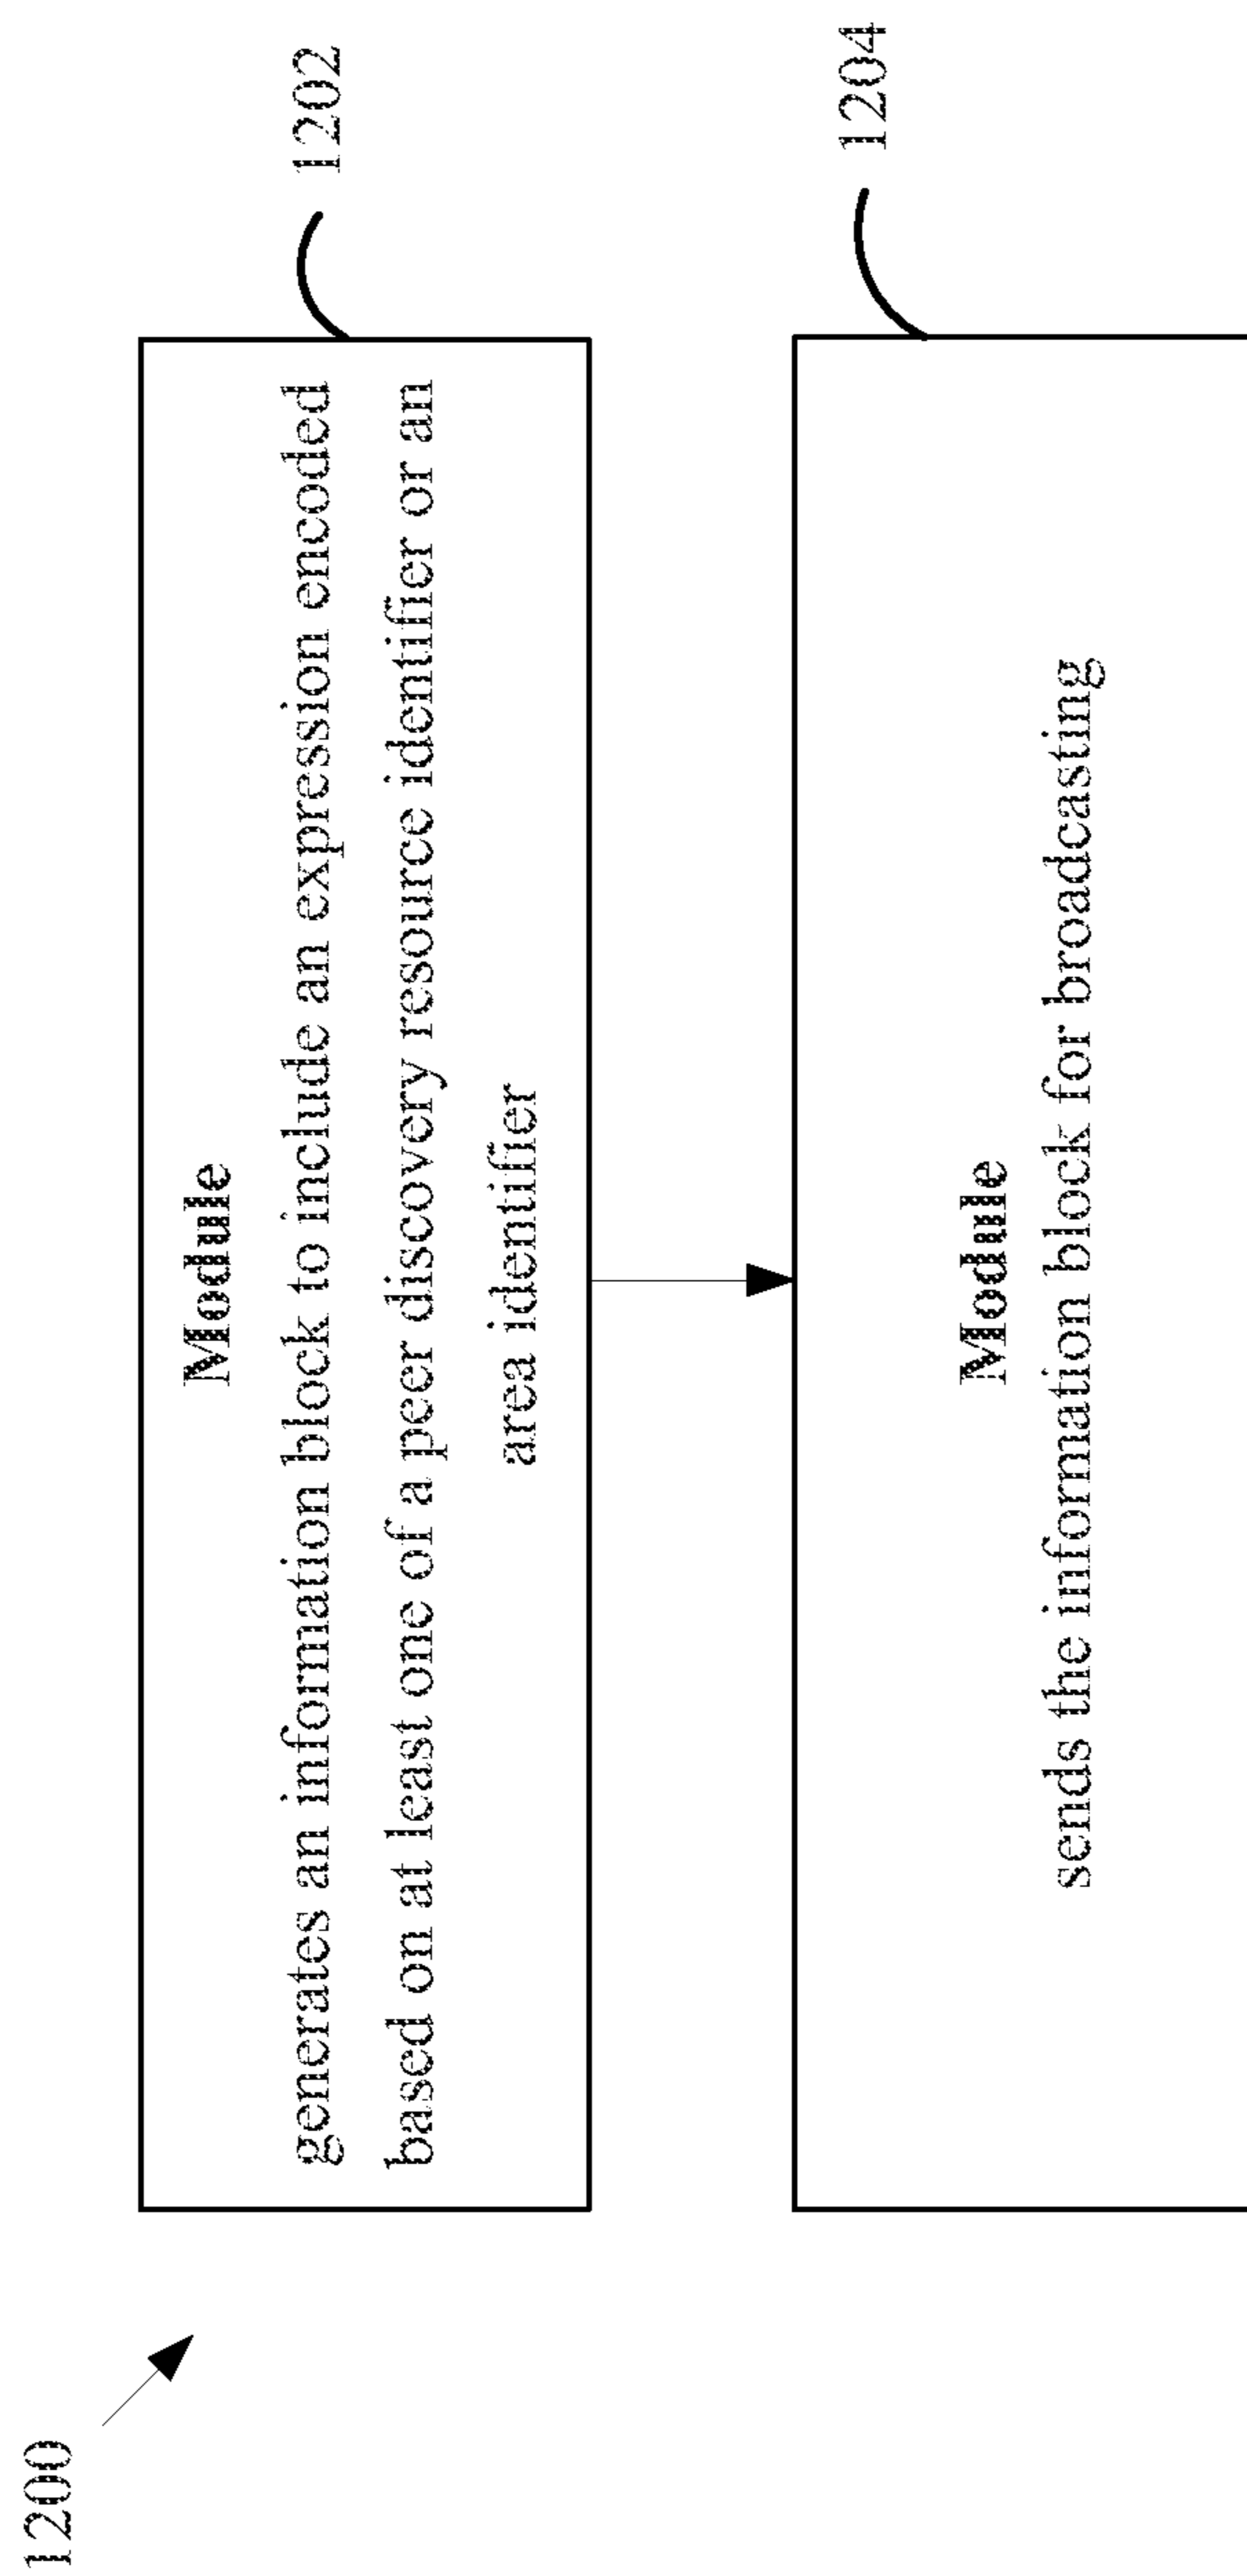 1200
1202
Module
generates an information block to include an expression encoded
based on at least one of a peer discovery resource identifier or an
area identifier
1204
Module
sends the information block for broadcasting